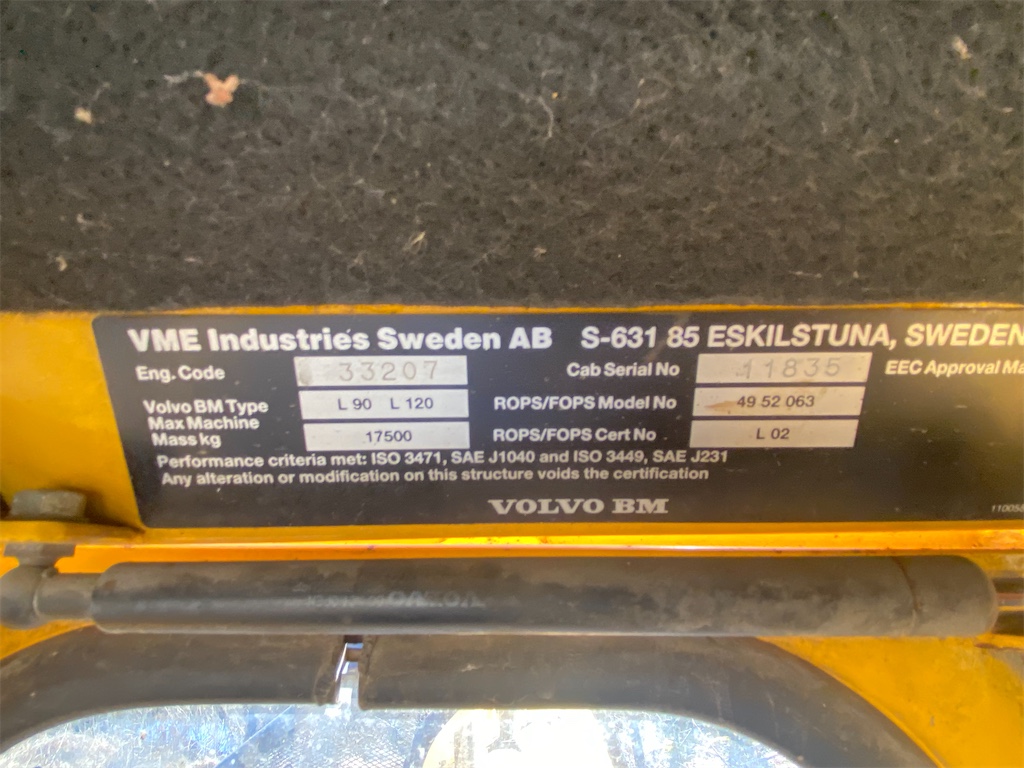 VME Industries Sweden AB S-631 85 ESKILSTUNA, SWEDEN
Eng. Code 33207 Cab Serial No 11835 EEC Approval Ma
Volvo BM Type L 90 L 120 ROPS/FOPS Model No 49 52 063
Max Machine
Mass kg 17500 ROPS/FOPS Cert No L 02
Performance criteria met: ISO 3471, SAE J1040 and ISO 3449, SAE J231
Any alteration or modification on this structure voids the certification
VOLVO BM
110058
VOLVO